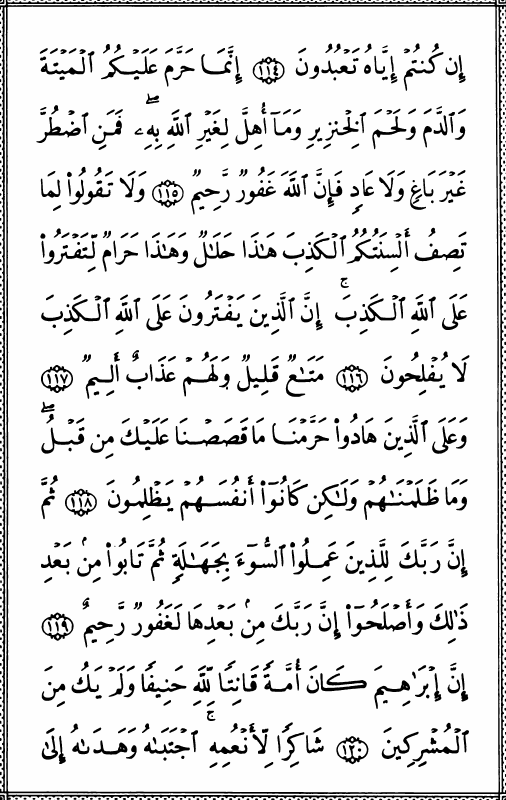 إِن كُنتُمْ إِيَّاهُ تَعْبُدُونَ ١١٤ إِنَّمَا حَرَّمَ عَلَيْكُمُ ٱلْمَيْتَةَ
وَٱلدَّمَ وَلَحْمَ ٱلْخِنزِيرِ وَمَآ أُهِلَّ لِغَيْرِ ٱللَّهِ بِهِۦۖ فَمَنِ ٱضْطُرَّ
غَيْرَ بَاغٍ وَلَا عَادٍ فَإِنَّ ٱللَّهَ غَفُورٌ رَّحِيمٌ ١١٥ وَلَا تَقُولُوا۟ لِمَا
تَصِفُ أَلْسِنَتُكُمُ ٱلْكَذِبَ هَٰذَا حَلَٰلٌ وَهَٰذَا حَرَامٌ لِّتَفْتَرُوا۟
عَلَى ٱللَّهِ ٱلْكَذِبَۚ إِنَّ ٱلَّذِينَ يَفْتَرُونَ عَلَى ٱللَّهِ ٱلْكَذِبَ
لَا يُفْلِحُونَ ١١٦ مَتَٰعٌ قَلِيلٌ وَلَهُمْ عَذَابٌ أَلِيمٌ ١١٧
وَعَلَى ٱلَّذِينَ هَادُوا۟ حَرَّمْنَا مَا قَصَصْنَا عَلَيْكَ مِن قَبْلُۖ
وَمَا ظَلَمْنَٰهُمْ وَلَٰكِن كَانُوٓا۟ أَنفُسَهُمْ يَظْلِمُونَ ١١٨ ثُمَّ
إِنَّ رَبَّكَ لِلَّذِينَ عَمِلُوا۟ ٱلسُّوٓءَ بِجَهَٰلَةٍ ثُمَّ تَابُوا۟ مِنۢ بَعْدِ
ذَٰلِكَ وَأَصْلَحُوٓا۟ إِنَّ رَبَّكَ مِنۢ بَعْدِهَا لَغَفُورٌ رَّحِيمٌ ١١٩
إِنَّ إِبْرَٰهِيمَ كَانَ أُمَّةً قَانِتًا لِّلَّهِ حَنِيفًا وَلَمْ يَكُ مِنَ
ٱلْمُشْرِكِينَ ١٢٠ شَاكِرًا لِّأَنْعُمِهِۚ ٱجْتَبَىٰهُ وَهَدَىٰهُ إِلَىٰ